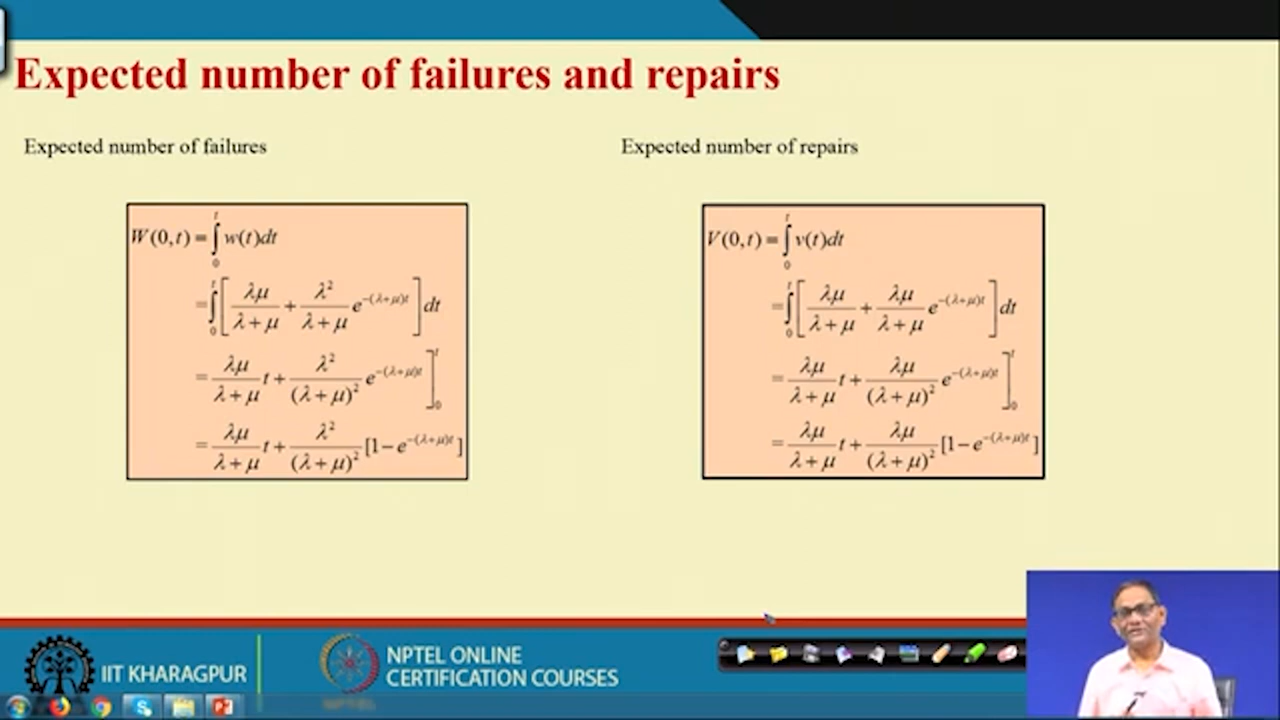 Expected number of failures and repairs
Expected number of failures
W(0,t) = ∫₀ᵗ w(t)dt
= ∫₀ᵗ [ λμ/(λ+μ) + λ²/(λ+μ) e^{-(λ+μ)t} ] dt
= λμ/(λ+μ) t + λ²/(λ+μ)² e^{-(λ+μ)t} ]₀ᵗ
= λμ/(λ+μ) t + λ²/(λ+μ)² [1 − e^{-(λ+μ)t}]
Expected number of repairs
V(0,t) = ∫₀ᵗ v(t)dt
= ∫₀ᵗ [ λμ/(λ+μ) + λμ/(λ+μ) e^{-(λ+μ)t} ] dt
= λμ/(λ+μ) t + λμ/(λ+μ)² e^{-(λ+μ)t} ]₀ᵗ
= λμ/(λ+μ) t + λμ/(λ+μ)² [1 − e^{-(λ+μ)t}]
IIT KHARAGPUR
NPTEL ONLINE
CERTIFICATION COURSES
NPTEL